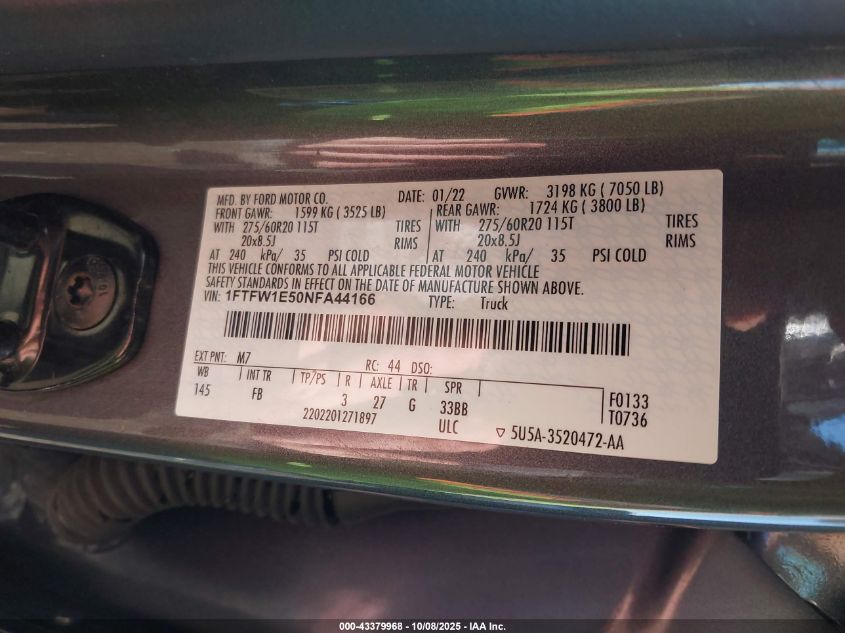 MFD. BY FORD MOTOR CO. DATE: 01/22 GVWR: 3198 KG ( 7050 LB)
FRONT GAWR: 1599 KG ( 3525 LB) REAR GAWR: 1724 KG ( 3800 LB)
WITH 275/60R20 115T TIRES WITH 275/60R20 115T TIRES
20x8.5J RIMS 20x8.5J RIMS
AT 240 kPa/ 35 PSI COLD AT 240 kPa/ 35 PSI COLD
THIS VEHICLE CONFORMS TO ALL APPLICABLE FEDERAL MOTOR VEHICLE
SAFETY STANDARDS IN EFFECT ON THE DATE OF MANUFACTURE SHOWN ABOVE.
VIN: 1FTFW1E50NFA44166 TYPE: Truck
EXT PNT: M7 RC: 44 DSO:
WB INT TR TP/PS R AXLE TR SPR F0133
145 FB 3 27 G 33BB T0736
2202201271897 ULC 5U5A-3520472-AA
000-43379968 - 10/08/2025 - IAA Inc.